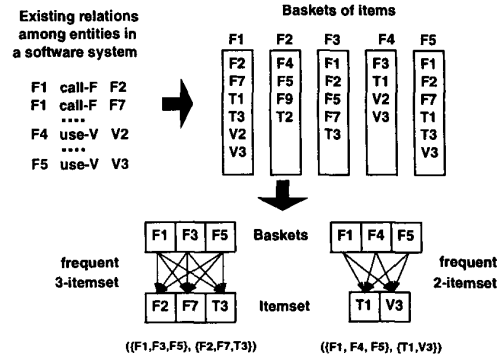 Existing relations
among entities in
a software system
F1 call-F F2
F1 call-F F7
....
F4 use-V V2
....
F5 use-V V3
Baskets of items
F1 F2 F3 F4 F5
F2 F4 F1 F3 F1
F7 F5 F2 T1 F2
T1 F9 F5 V2 F7
T3 T2 F7 V3 T1
V2 T3 T3
V3 V3
F1 F3 F5 Baskets F1 F4 F5
frequent
3-itemset
frequent
2-itemset
F2 F7 T3 Itemset T1 V3
({F1,F3,F5}, {F2,F7,T3})
({F1, F4, F5}, {T1,V3})